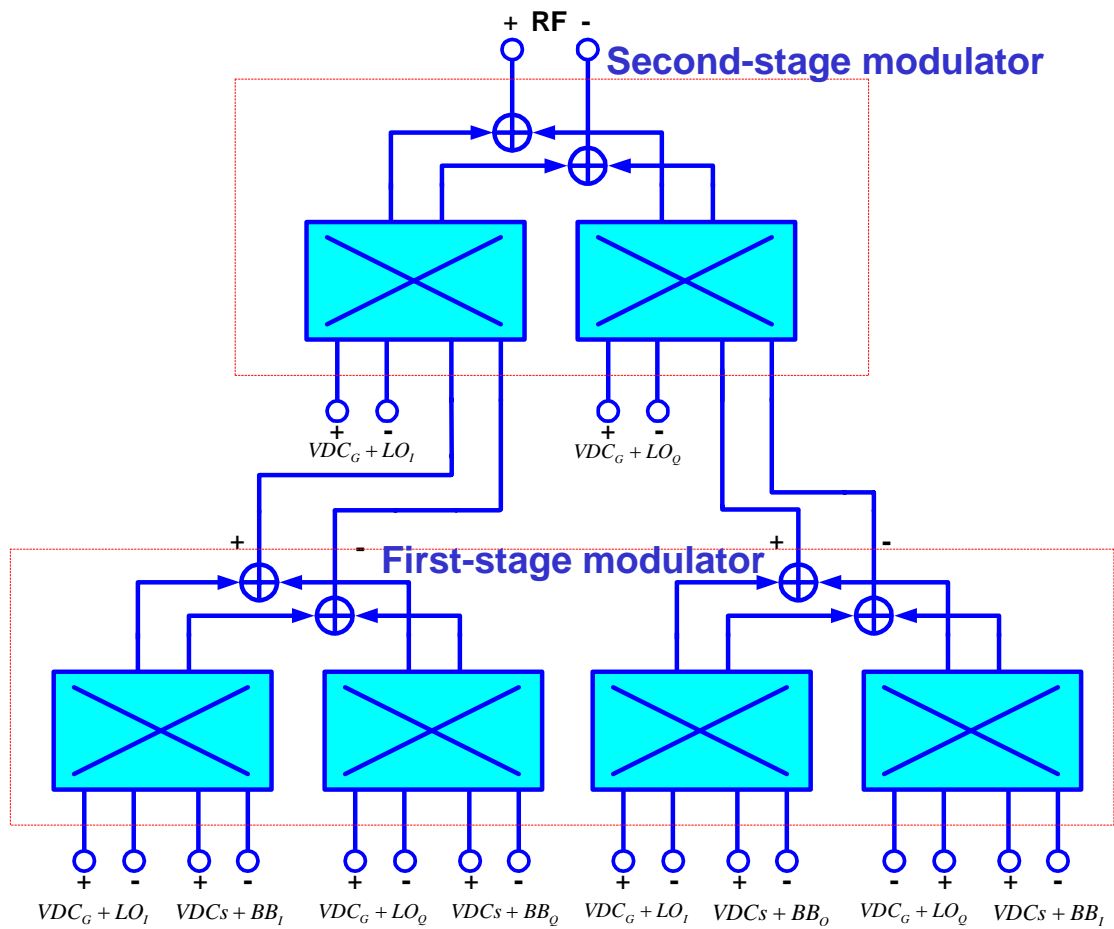 + RF -
Second-stage modulator
+ - + -
VDC_G + LO_I VDC_G + LO_Q
+ - + -
First-stage modulator
+ - + - + - + - + - + - - + + -
VDC_G + LO_I VDCs + BB_I VDC_G + LO_Q VDCs + BB_Q VDC_G + LO_I VDCs + BB_Q VDC_G + LO_Q VDCs + BB_I